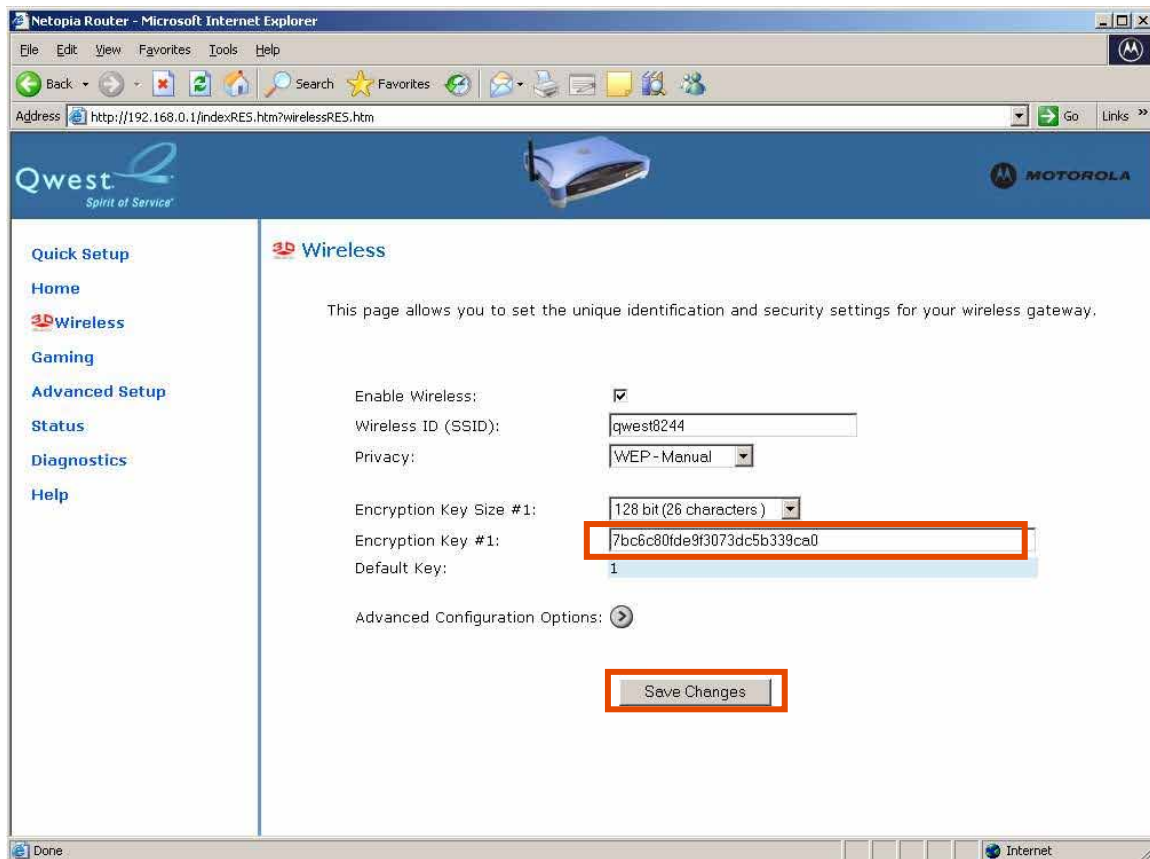 Netopia Router - Microsoft Internet Explorer
File Edit View Favorites Tools Help
Back Search Favorites
Address http://192.168.0.1/indexRES.htm?wirelessRES.htm Go Links »
Qwest
Spirit of Service
MOTOROLA
Quick Setup
Home
3D Wireless
Gaming
Advanced Setup
Status
Diagnostics
Help
3D Wireless
This page allows you to set the unique identification and security settings for your wireless gateway.
Enable Wireless:
Wireless ID (SSID): qwest8244
Privacy: WEP - Manual
Encryption Key Size #1: 128 bit (26 characters )
Encryption Key #1: 7bc6c80fde9f3073dc5b339ca0
Default Key: 1
Advanced Configuration Options:
Save Changes
Done Internet